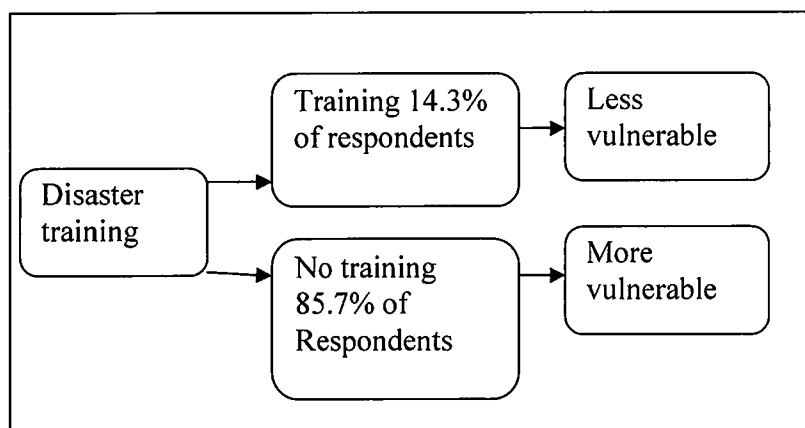 Disaster
training
Training 14.3%
of respondents
Less
vulnerable
No training
85.7% of
Respondents
More
vulnerable